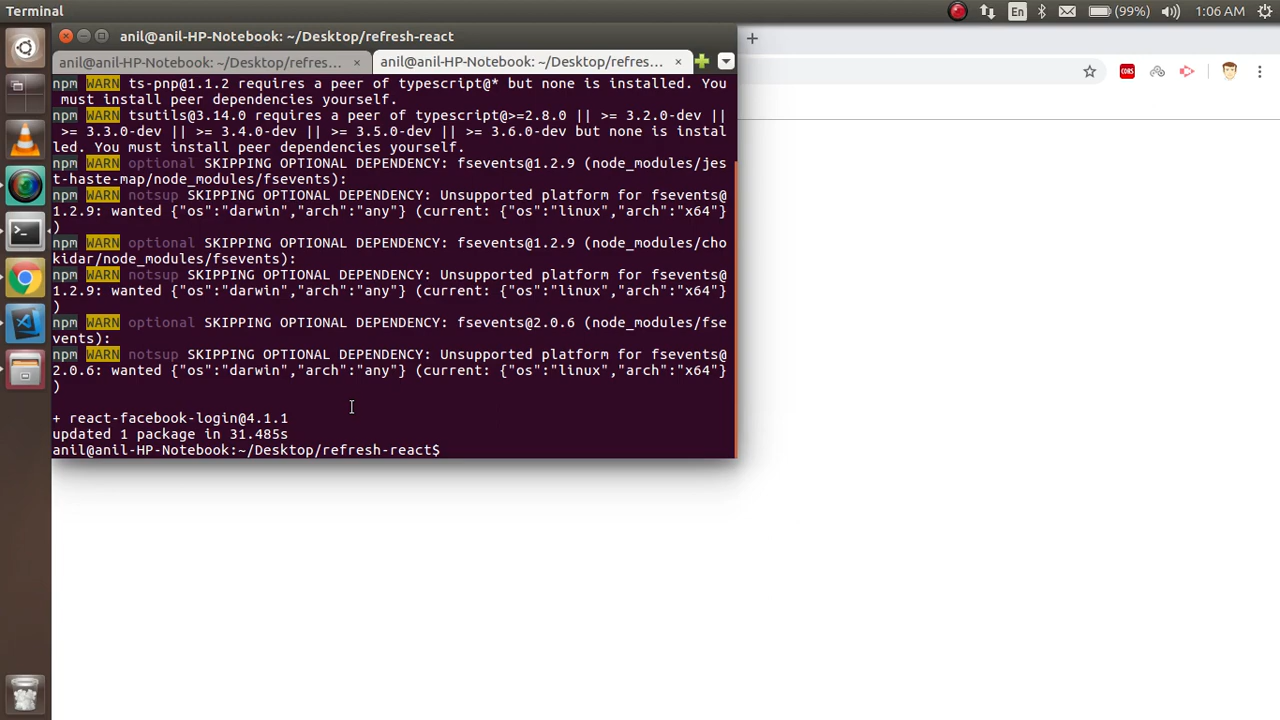 Terminal
En
(99%)
1:06 AM
anil@anil-HP-Notebook: ~/Desktop/refresh-react
anil@anil-HP-Notebook: ~/Desktop/refres... ×
anil@anil-HP-Notebook: ~/Desktop/refres... ×
CORS
npm WARN ts-pnp@1.1.2 requires a peer of typescript@* but none is installed. You
 must install peer dependencies yourself.
npm WARN tsutils@3.14.0 requires a peer of typescript@>=2.8.0 || >= 3.2.0-dev ||
 >= 3.3.0-dev || >= 3.4.0-dev || >= 3.5.0-dev || >= 3.6.0-dev but none is instal
led. You must install peer dependencies yourself.
npm WARN optional SKIPPING OPTIONAL DEPENDENCY: fsevents@1.2.9 (node_modules/jes
t-haste-map/node_modules/fsevents):
npm WARN notsup SKIPPING OPTIONAL DEPENDENCY: Unsupported platform for fsevents@
1.2.9: wanted {"os":"darwin","arch":"any"} (current: {"os":"linux","arch":"x64"}
)
npm WARN optional SKIPPING OPTIONAL DEPENDENCY: fsevents@1.2.9 (node_modules/cho
kidar/node_modules/fsevents):
npm WARN notsup SKIPPING OPTIONAL DEPENDENCY: Unsupported platform for fsevents@
1.2.9: wanted {"os":"darwin","arch":"any"} (current: {"os":"linux","arch":"x64"}
)
npm WARN optional SKIPPING OPTIONAL DEPENDENCY: fsevents@2.0.6 (node_modules/fse
vents):
npm WARN notsup SKIPPING OPTIONAL DEPENDENCY: Unsupported platform for fsevents@
2.0.6: wanted {"os":"darwin","arch":"any"} (current: {"os":"linux","arch":"x64"}
)
+ react-facebook-login@4.1.1
updated 1 package in 31.485s
anil@anil-HP-Notebook:~/Desktop/refresh-react$